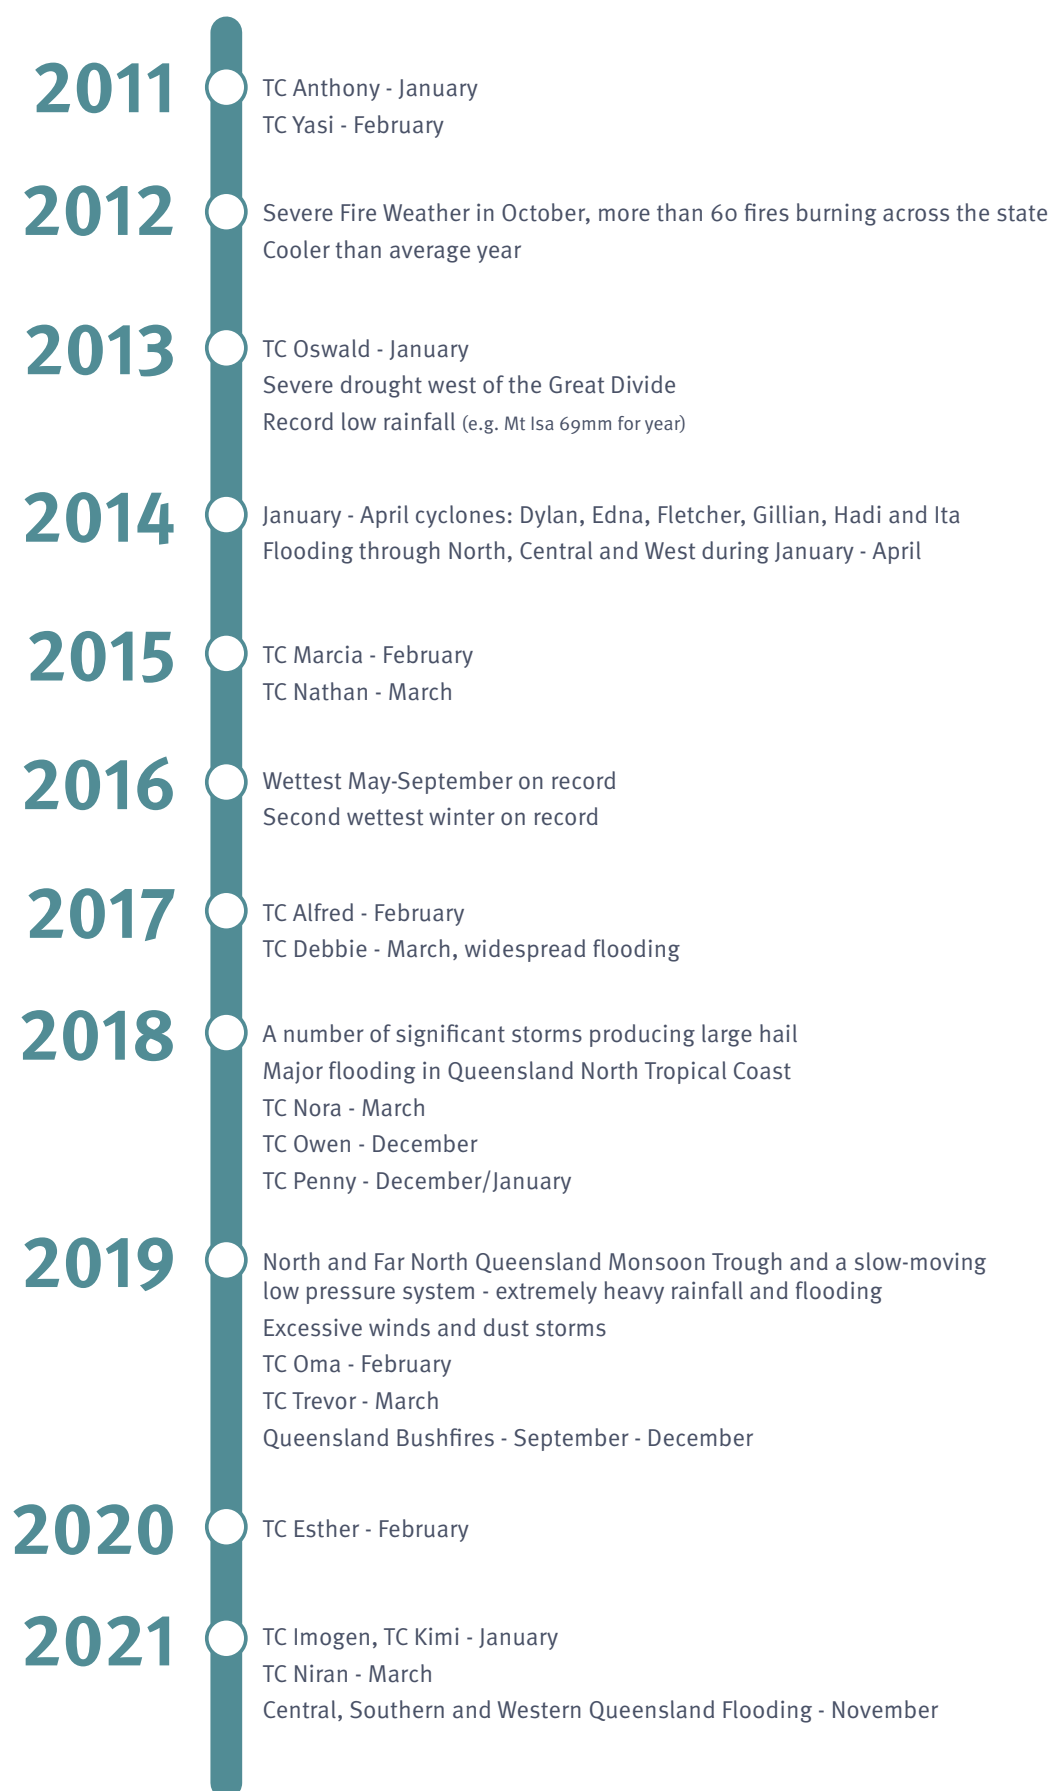 2011
TC Anthony - January
TC Yasi - February
2012
Severe Fire Weather in October, more than 60 fires burning across the state
Cooler than average year
2013
TC Oswald - January
Severe drought west of the Great Divide
Record low rainfall (e.g. Mt Isa 69mm for year)
2014
January - April cyclones: Dylan, Edna, Fletcher, Gillian, Hadi and Ita
Flooding through North, Central and West during January - April
2015
TC Marcia - February
TC Nathan - March
2016
Wettest May-September on record
Second wettest winter on record
2017
TC Alfred - February
TC Debbie - March, widespread flooding
2018
A number of significant storms producing large hail
Major flooding in Queensland North Tropical Coast
TC Nora - March
TC Owen - December
TC Penny - December/January
2019
North and Far North Queensland Monsoon Trough and a slow-moving
low pressure system - extremely heavy rainfall and flooding
Excessive winds and dust storms
TC Oma - February
TC Trevor - March
Queensland Bushfires - September - December
2020
TC Esther - February
2021
TC Imogen, TC Kimi - January
TC Niran - March
Central, Southern and Western Queensland Flooding - November